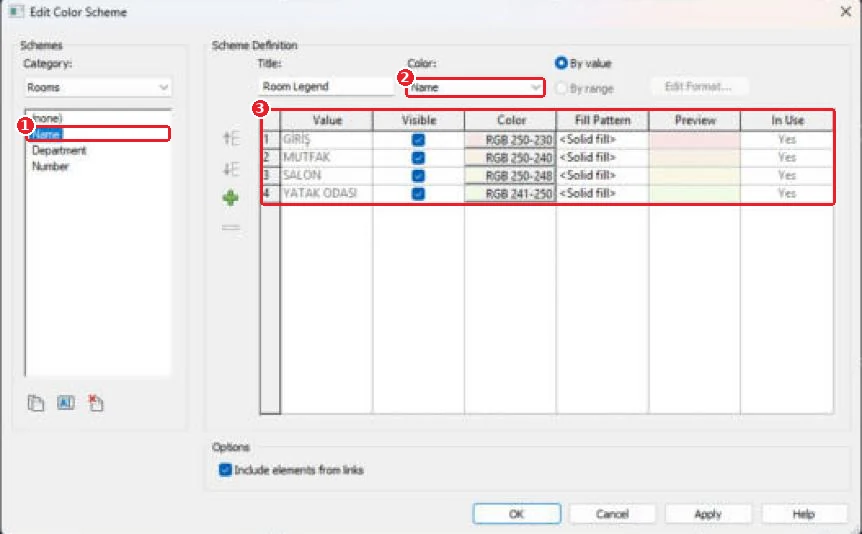 Edit Color Scheme
Schemes
Category:
Rooms
(none)
1
Name
Department
Number
Scheme Definition
Title: Color:
Room Legend
2
Name
By value
By range
Edit Format...
3
Value Visible Color Fill Pattern Preview In Use
1 GİRİŞ RGB 250-230 <Solid fill> Yes
2 MUTFAK RGB 250-240 <Solid fill> Yes
3 SALON RGB 250-248 <Solid fill> Yes
4 YATAK ODASI RGB 241-250 <Solid fill> Yes
Options
Include elements from links
OK Cancel Apply Help